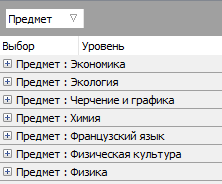 Предмет
Выбор Уровень
Предмет : Экономика
Предмет : Экология
Предмет : Черчение и графика
Предмет : Химия
Предмет : Французский язык
Предмет : Физическая культура
Предмет : Физика